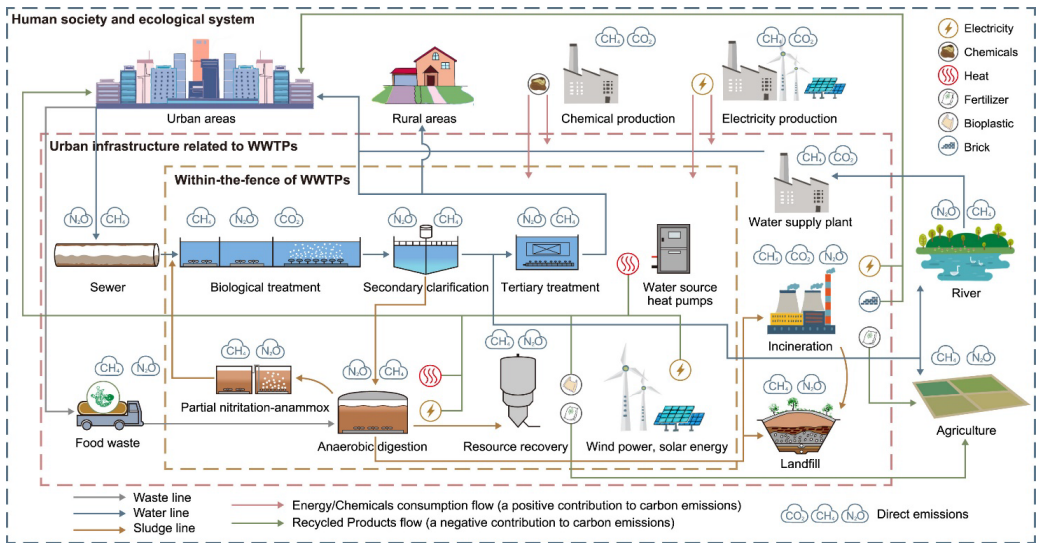 Human society and ecological system
CH₄ CO₂
CH₄ CO₂
Electricity
Chemicals
Heat
Fertilizer
Bioplastic
Brick
Urban areas
Rural areas
Chemical production
Electricity production
Urban infrastructure related to WWTPs
CH₄ CO₂
Within-the-fence of WWTPs
N₂O CH₄
CH₄ N₂O CO₂
N₂O CH₄
N₂O CH₄
Water supply plant
N₂O CH₄
CH₄ CO₂ N₂O
Sewer
Biological treatment
Secondary clarification
Tertiary treatment
Water source
heat pumps
River
Incineration
CH₄ N₂O
CH₄ N₂O
N₂O CH₄
CH₄ N₂O
CH₄ N₂O
CH₄ N₂O
Partial nitritation-anammox
Food waste
Anaerobic digestion
Resource recovery
Wind power, solar energy
Landfill
Agriculture
Waste line
Water line
Sludge line
Energy/Chemicals consumption flow (a positive contribution to carbon emissions)
Recycled Products flow (a negative contribution to carbon emissions)
CO₂ CH₄ N₂O Direct emissions